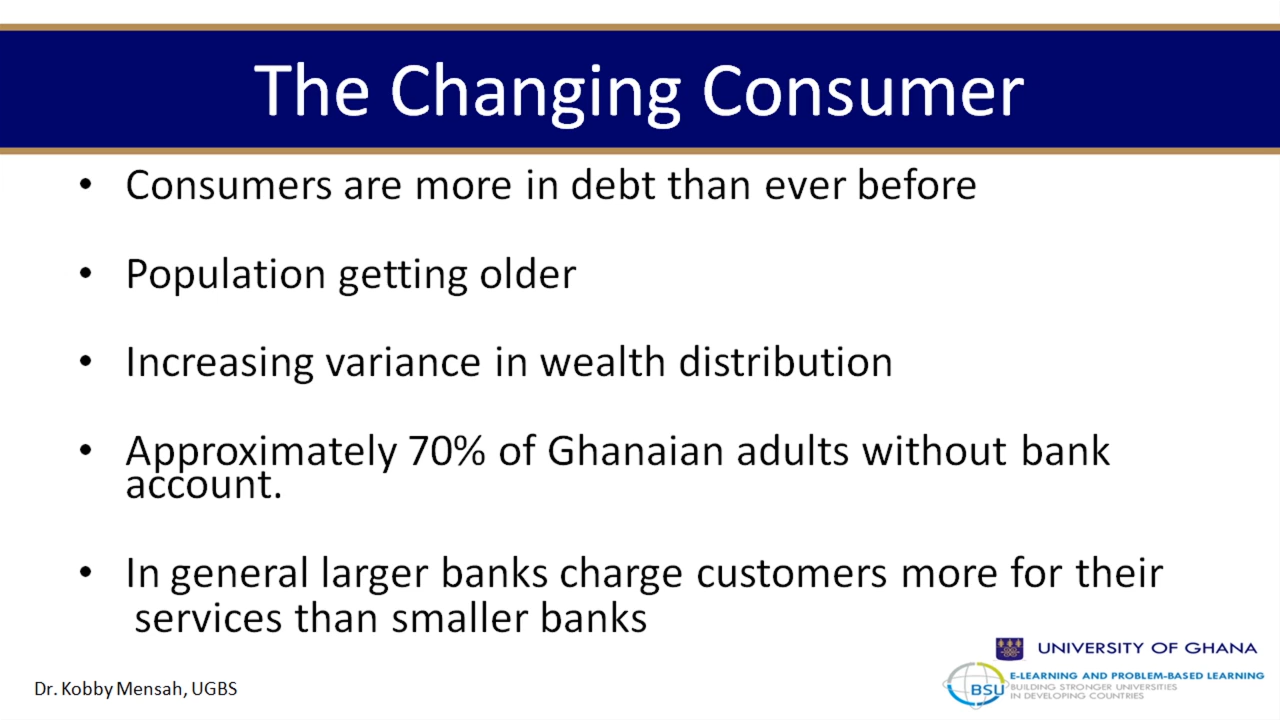 The Changing Consumer
• Consumers are more in debt than ever before
• Population getting older
• Increasing variance in wealth distribution
• Approximately 70% of Ghanaian adults without bank
account.
• In general larger banks charge customers more for their
services than smaller banks
UNIVERSITY OF GHANA
BSU
E-LEARNING AND PROBLEM-BASED LEARNING
BUILDING STRONGER UNIVERSITIES
IN DEVELOPING COUNTRIES
Dr. Kobby Mensah, UGBS